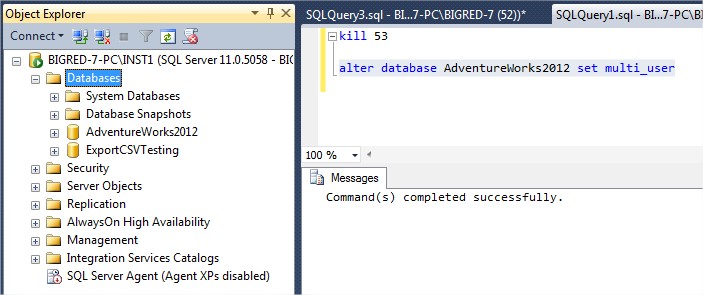 Object Explorer
Connect
BIGRED-7-PC\INST1 (SQL Server 11.0.5058 - BIG
Databases
System Databases
Database Snapshots
AdventureWorks2012
ExportCSVTesting
Security
Server Objects
Replication
AlwaysOn High Availability
Management
Integration Services Catalogs
SQL Server Agent (Agent XPs disabled)
SQLQuery3.sql - BI...7-PC\BIGRED-7 (52))*
SQLQuery1.sql - BI...7-PC\BI
kill 53
alter database AdventureWorks2012 set multi_user
100 %
Messages
Command(s) completed successfully.